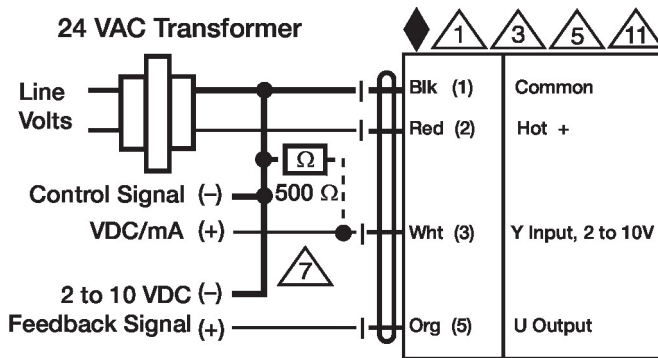 24 VAC Transformer
1 3 5 11
Line
Volts
Blk (1) Common
Red (2) Hot +
Ω
500 Ω
Control Signal (–)
VDC/mA (+)
Wht (3) Y Input, 2 to 10V
7
2 to 10 VDC (–)
Feedback Signal (+)
Org (5) U Output